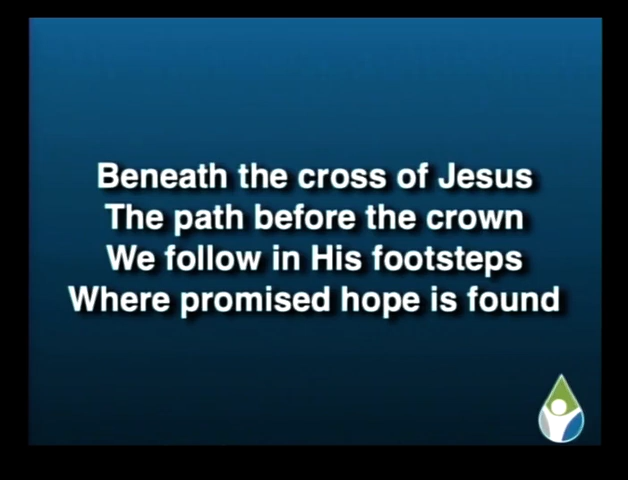 Beneath the cross of Jesus
The path before the crown
We follow in His footsteps
Where promised hope is found